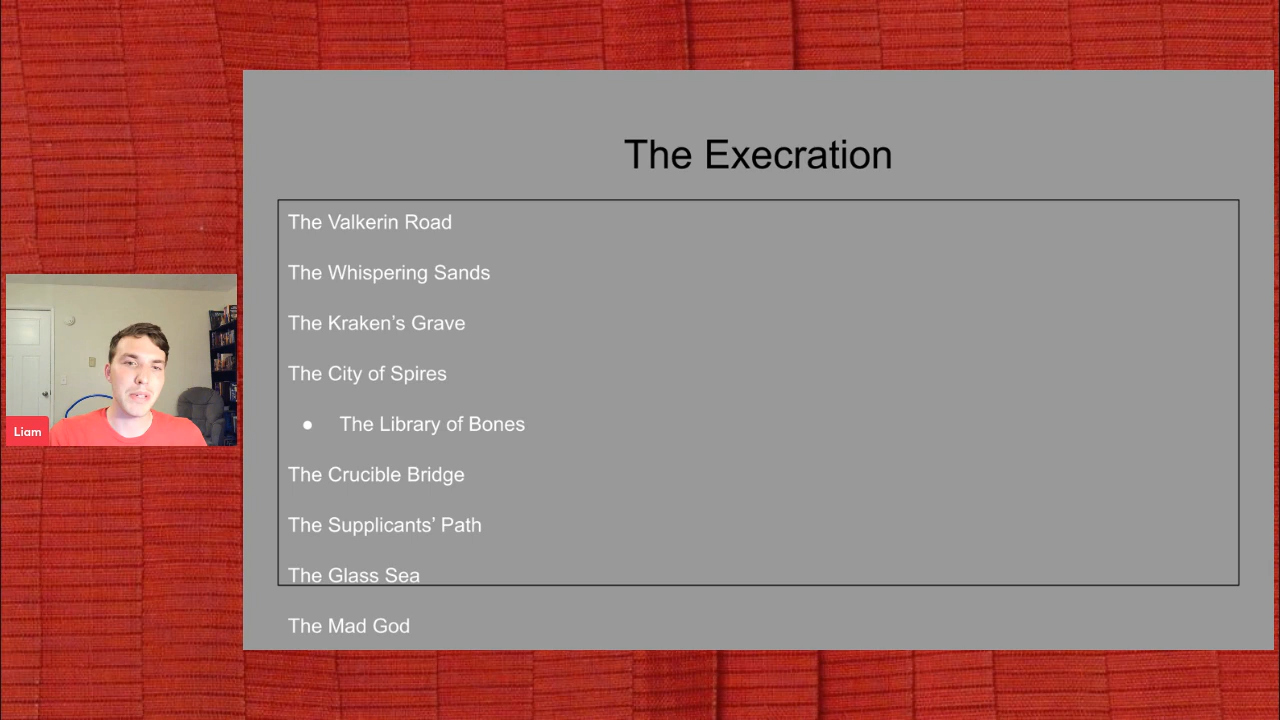 The Execration
The Valkerin Road
The Whispering Sands
The Kraken’s Grave
The City of Spires
● The Library of Bones
The Crucible Bridge
The Supplicants’ Path
The Glass Sea
The Mad God
Liam